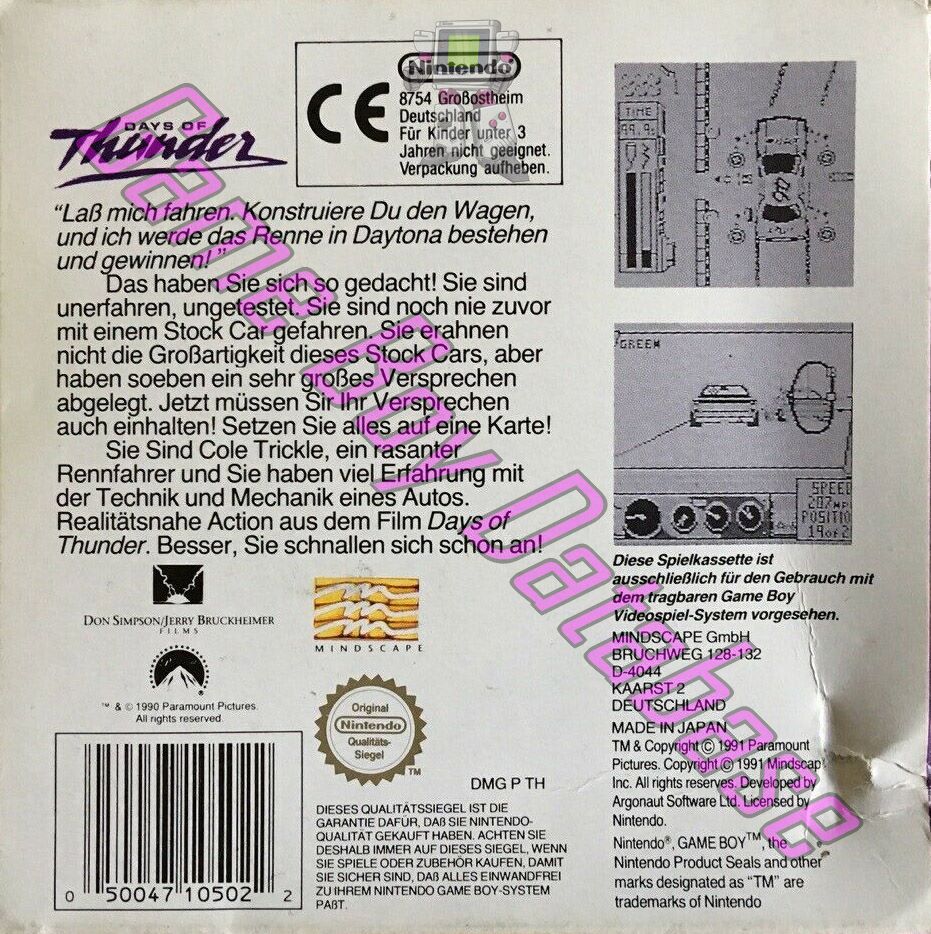 DAYS OF
Thunder
Nintendo
CE
8754 Großostheim
Deutschland
Für Kinder unter 3
Jahren nicht geeignet.
Verpackung aufheben.
“Laß mich fahren. Konstruiere Du den Wagen,
und ich werde das Renne in Daytona bestehen
und gewinnen!”
Das haben Sie sich so gedacht! Sie sind
unerfahren, ungetestet. Sie sind noch nie zuvor
mit einem Stock Car gefahren. Sie erahnen
nicht die Großartigkeit dieses Stock Cars, aber
haben soeben ein sehr großes Versprechen
abgelegt. Jetzt müssen Sir Ihr Versprechen
auch einhalten! Setzen Sie alles auf eine Karte!
Sie Sind Cole Trickle, ein rasanter
Rennfahrer und Sie haben viel Erfahrung mit
der Technik und Mechanik eines Autos.
Realitätsnahe Action aus dem Film Days of
Thunder. Besser, Sie schnallen sich schon an!
DON SIMPSON/JERRY BRUCKHEIMER
FILMS
MINDSCAPE
™ & © 1990 Paramount Pictures.
All rights reserved.
Original
Nintendo
Qualitäts-
Siegel
TM
DMG P TH
DIESES QUALITÄTSSIEGEL IST DIE
GARANTIE DAFÜR, DAß SIE NINTENDO-
QUALITÄT GEKAUFT HABEN. ACHTEN SIE
DESHALB IMMER AUF DIESES SIEGEL, WENN
SIE SPIELE ODER ZUBEHÖR KAUFEN, DAMIT
SIE SICHER SIND, DAß ALLES EINWANDFREI
ZU IHREM NINTENDO GAME BOY-SYSTEM
PAßT.
0 50047 10502 2
TIME
99.9
GREEN
SPEED
207MPH
POSITIO
19 of 2
Diese Spielkassette ist
ausschließlich für den Gebrauch mit
dem tragbaren Game Boy
Videospiel-System vorgesehen.
MINDSCAPE GmbH
BRUCHWEG 128-132
D-4044
KAARST 2
DEUTSCHLAND
MADE IN JAPAN
TM & Copyright © 1991 Paramount
Pictures. Copyright © 1991 Mindscape
Inc. All rights reserved. Developed by
Argonaut Software Ltd. Licensed by
Nintendo.
Nintendo®, GAME BOY™, the
Nintendo Product Seals and other
marks designated as “TM” are
trademarks of Nintendo
Game Boy Database